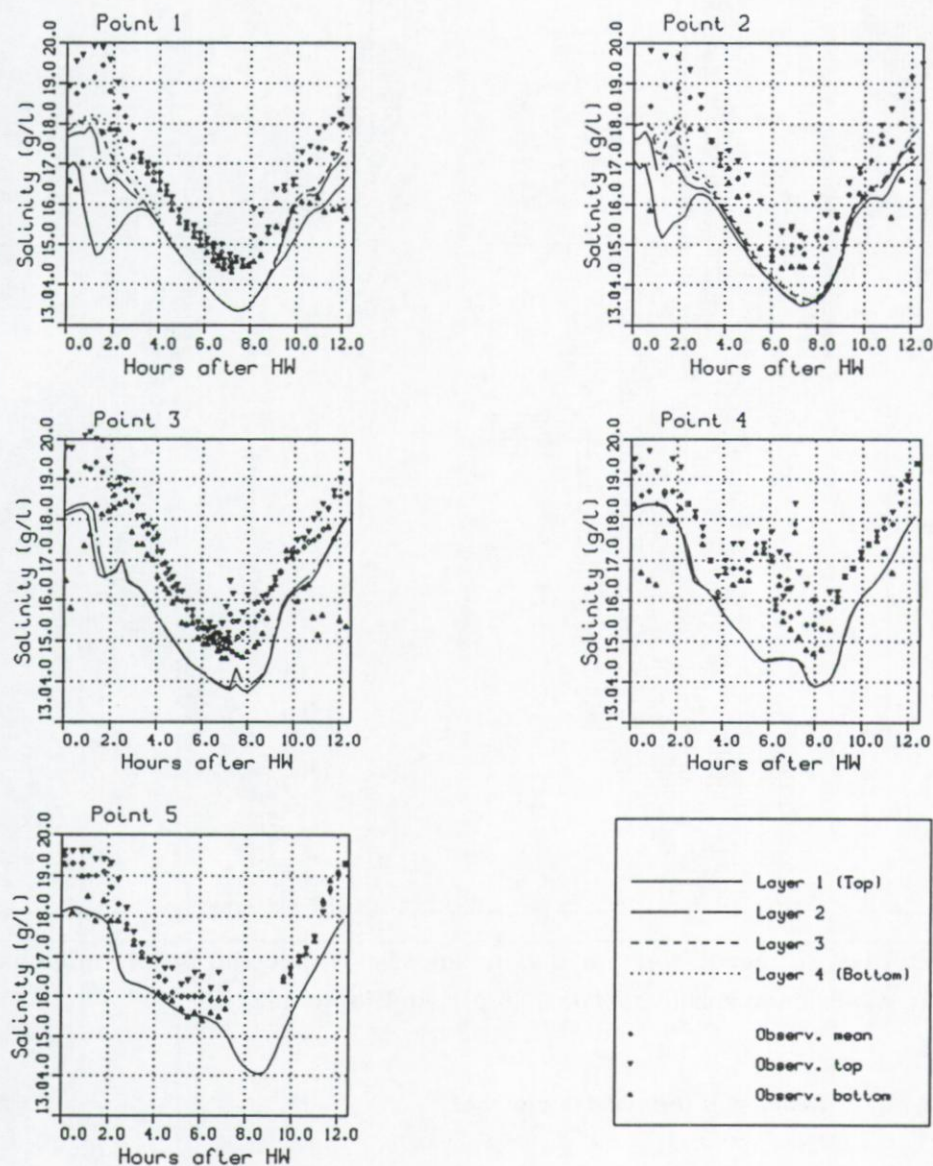 Point 1
Salinity (g/l)
13.04 14.0 15.0 16.0 17.0 18.0 19.0 20.0
0.0 2.0 4.0 6.0 8.0 10.0 12.0
Hours after HW
Point 2
Salinity (g/l)
13.04 14.0 15.0 16.0 17.0 18.0 19.0 20.0
0.0 2.0 4.0 6.0 8.0 10.0 12.0
Hours after HW
Point 3
Salinity (g/l)
13.04 14.0 15.0 16.0 17.0 18.0 19.0 20.0
0.0 2.0 4.0 6.0 8.0 10.0 12.0
Hours after HW
Point 4
Salinity (g/l)
13.04 14.0 15.0 16.0 17.0 18.0 19.0 20.0
0.0 2.0 4.0 6.0 8.0 10.0 12.0
Hours after HW
Point 5
Salinity (g/L)
13.04 14.0 15.0 16.0 17.0 18.0 19.0 20.0
0.0 2.0 4.0 6.0 8.0 10.0 12.0
Hours after HW
Layer 1 (Top)
Layer 2
Layer 3
Layer 4 (Bottom)
Observ. mean
Observ. top
Observ. bottom